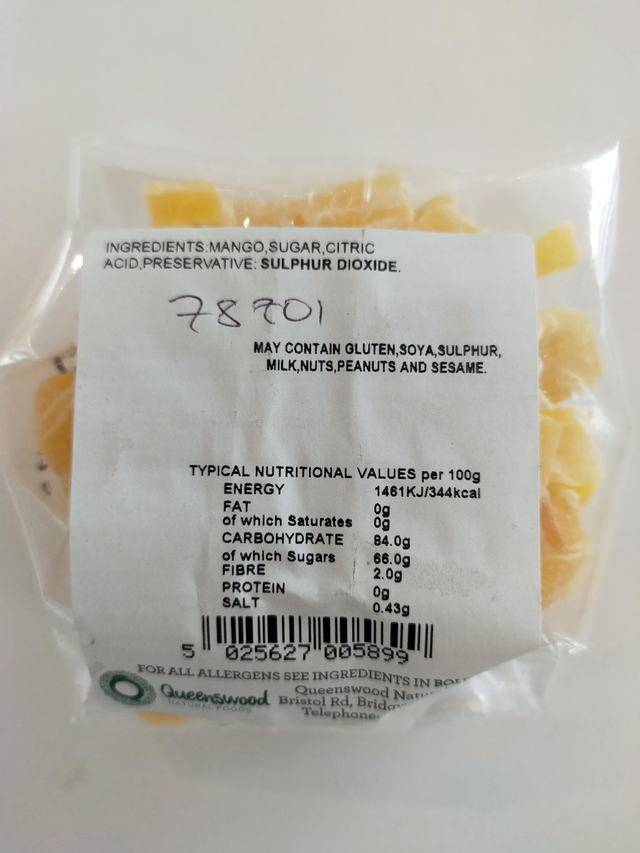 INGREDIENTS:MANGO,SUGAR,CITRIC
ACID,PRESERVATIVE: SULPHUR DIOXIDE.
78701
MAY CONTAIN GLUTEN,SOYA,SULPHUR,
MILK,NUTS,PEANUTS AND SESAME.
TYPICAL NUTRITIONAL VALUES per 100g
ENERGY 1461KJ/344kcal
FAT 0g
of which Saturates 0g
CARBOHYDRATE 84.0g
of which Sugars 66.0g
FIBRE 2.0g
PROTEIN 0g
SALT 0.43g
5 025627 005899
FOR ALL ALLERGENS SEE INGREDIENTS IN
Queenswood
NATURAL FOODS
Queenswood
Bristol Rd,
Telephone